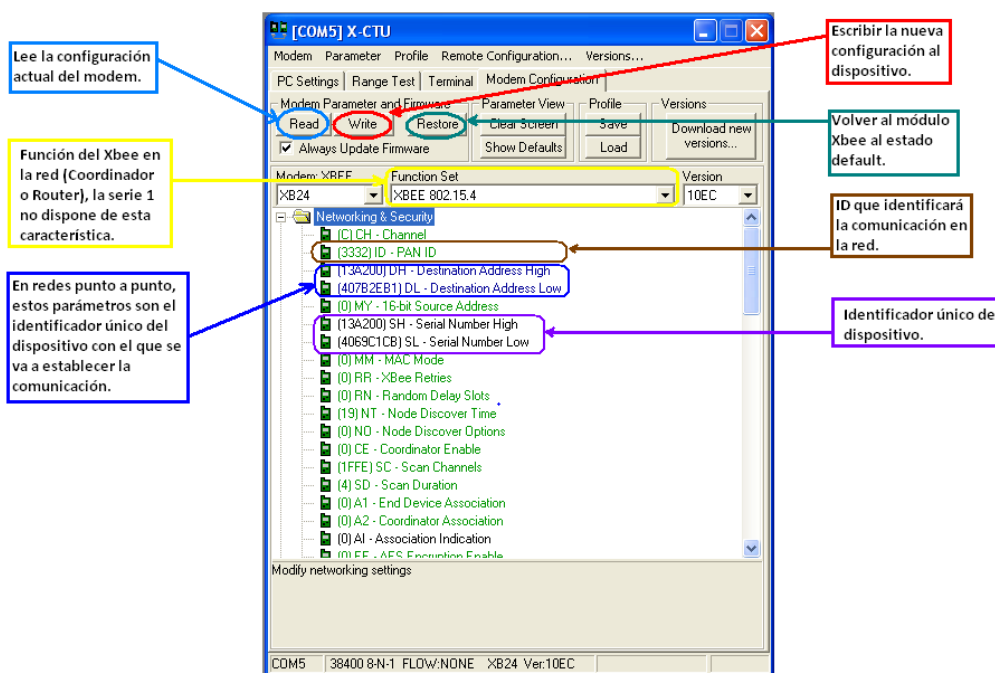 Lee la configuración
actual del modem.
Función del Xbee en
la red (Coordinador
o Router), la serie 1
no dispone de esta
característica.
En redes punto a punto,
estos parámetros son el
identificador único del
dispositivo con el que se
va a establecer la
comunicación.
[COM5] X-CTU
Modem Parameter Profile Remote Configuration... Versions...
PC Settings Range Test Terminal Modem Configuration
Modem Parameter and Firmware Parameter View Profile Versions
Read Write Restore Clear Screen Save Download new
versions...
Always Update Firmware Show Defaults Load
Modem: XBEE Function Set Version
XB24 XBEE 802.15.4 10EC
Networking & Security
(C) CH - Channel
(3332) ID - PAN ID
(13A200) DH - Destination Address High
(407B2EB1) DL - Destination Address Low
(0) MY - 16-bit Source Address
(13A200) SH - Serial Number High
(4069C1CB) SL - Serial Number Low
(0) MM - MAC Mode
(0) RR - XBee Retries
(0) RN - Random Delay Slots
(19) NT - Node Discover Time
(0) NO - Node Discover Options
(0) CE - Coordinator Enable
(1FFE) SC - Scan Channels
(4) SD - Scan Duration
(0) A1 - End Device Association
(0) A2 - Coordinator Association
(0) AI - Association Indication
(0) EE - AES Encryption Enable
Modify networking settings
COM5 38400 8-N-1 FLOW:NONE XB24 Ver:10EC
Escribir la nueva
configuración al
dispositivo.
Volver al módulo
Xbee al estado
default.
ID que identificará
la comunicación en
la red.
Identificador único de
dispositivo.